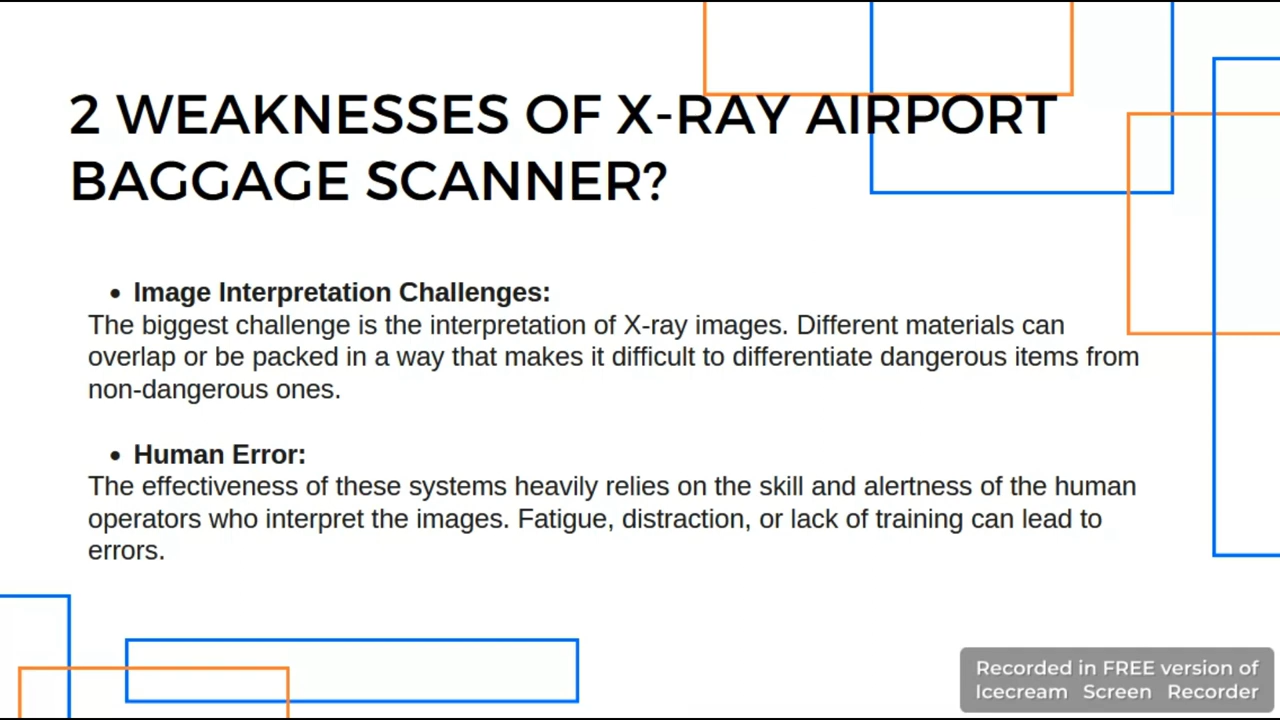 2 WEAKNESSES OF X-RAY AIRPORT
BAGGAGE SCANNER?
• Image Interpretation Challenges:
The biggest challenge is the interpretation of X-ray images. Different materials can
overlap or be packed in a way that makes it difficult to differentiate dangerous items from
non-dangerous ones.
• Human Error:
The effectiveness of these systems heavily relies on the skill and alertness of the human
operators who interpret the images. Fatigue, distraction, or lack of training can lead to
errors.
Recorded in FREE version of
Icecream Screen Recorder